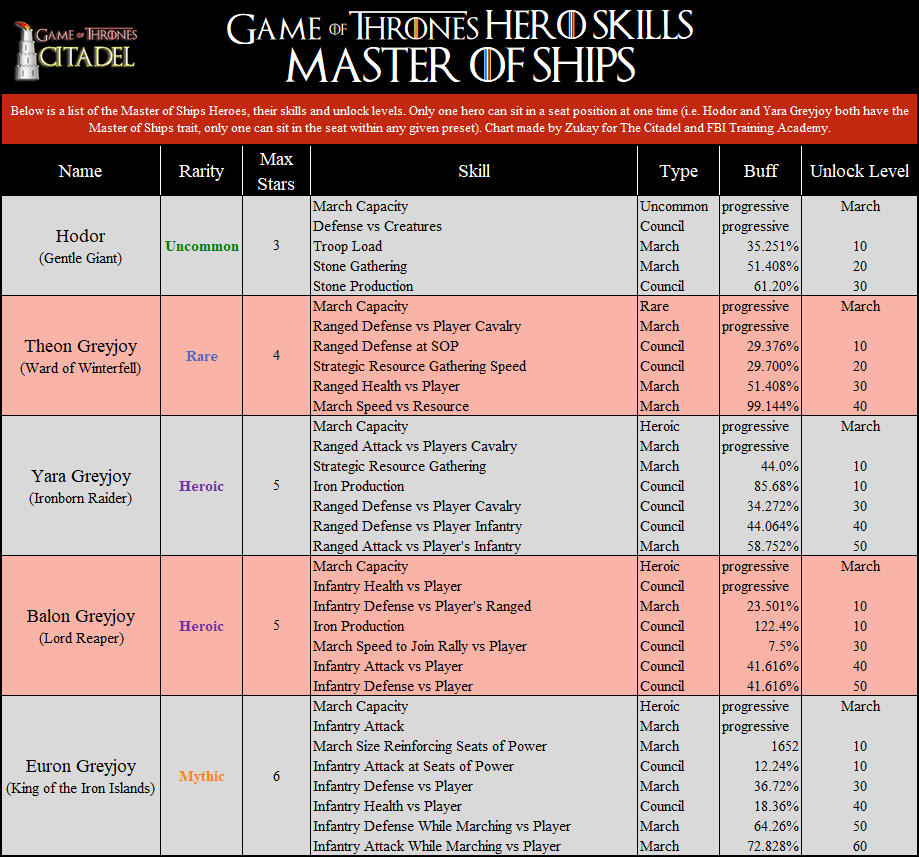 GAME OF THRONES
CITADEL
GAME OF THRONES HERO SKILLS
MASTER OF SHIPS
Below is a list of the Master of Ships Heroes, their skills and unlock levels. Only one hero can sit in a seat position at one time (i.e. Hodor and Yara Greyjoy both have the
Master of Ships trait, only one can sit in the seat within any given preset). Chart made by Zukay for The Citadel and FBI Training Academy.
Name Rarity Max Stars Skill Type Buff Unlock Level
Hodor
(Gentle Giant)
Uncommon
3
March Capacity Uncommon progressive March
Defense vs Creatures Council progressive
Troop Load March 35.251% 10
Stone Gathering March 51.408% 20
Stone Production Council 61.20% 30
Theon Greyjoy
(Ward of Winterfell)
Rare
4
March Capacity Rare progressive March
Ranged Defense vs Player Cavalry March progressive
Ranged Defense at SOP Council 29.376% 10
Strategic Resource Gathering Speed Council 29.700% 20
Ranged Health vs Player March 51.408% 30
March Speed vs Resource March 99.144% 40
Yara Greyjoy
(Ironborn Raider)
Heroic
5
March Capacity Heroic progressive March
Ranged Attack vs Players Cavalry March progressive
Strategic Resource Gathering March 44.0% 10
Iron Production Council 85.68% 10
Ranged Defense vs Player Cavalry Council 34.272% 30
Ranged Defense vs Player Infantry Council 44.064% 40
Ranged Attack vs Player's Infantry March 58.752% 50
Balon Greyjoy
(Lord Reaper)
Heroic
5
March Capacity Heroic progressive March
Infantry Health vs Player Council progressive
Infantry Defense vs Player's Ranged March 23.501% 10
Iron Production Council 122.4% 10
March Speed to Join Rally vs Player Council 7.5% 30
Infantry Attack vs Player Council 41.616% 40
Infantry Defense vs Player Council 41.616% 50
Euron Greyjoy
(King of the Iron Islands)
Mythic
6
March Capacity Heroic progressive March
Infantry Attack March progressive
March Size Reinforcing Seats of Power March 1652 10
Infantry Attack at Seats of Power Council 12.24% 10
Infantry Defense vs Player March 36.72% 30
Infantry Health vs Player Council 18.36% 40
Infantry Defense While Marching vs Player March 64.26% 50
Infantry Attack While Marching vs Player March 72.828% 60